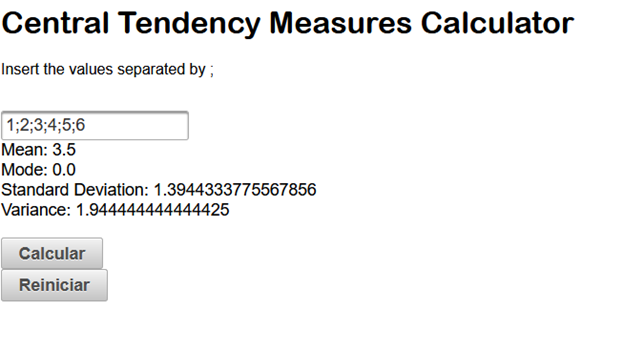 Central Tendency Measures Calculator
Insert the values separated by ;
1;2;3;4;5;6
Mean: 3.5
Mode: 0.0
Standard Deviation: 1.3944333775567856
Variance: 1.944444444444425
Calcular
Reiniciar